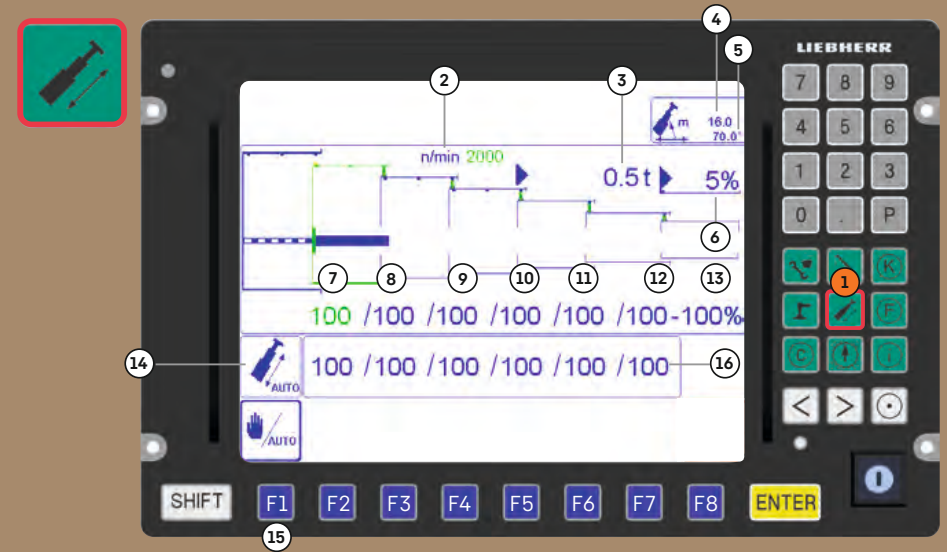 4
LIEBHERR
5
7 8 9
2
3
m 16.0
70.0°
4 5 6
n/min 2000
0.5t
5%
1 2 3
0 . P
6
K
7 8 9 10 11 12 13
1
F
100 /100 /100 /100 /100 /100-100%
C i
14
AUTO
100 /100 /100 /100 /100 /100
16
< >
/AUTO
SHIFT F1 F2 F3 F4 F5 F6 F7 F8 ENTER
15